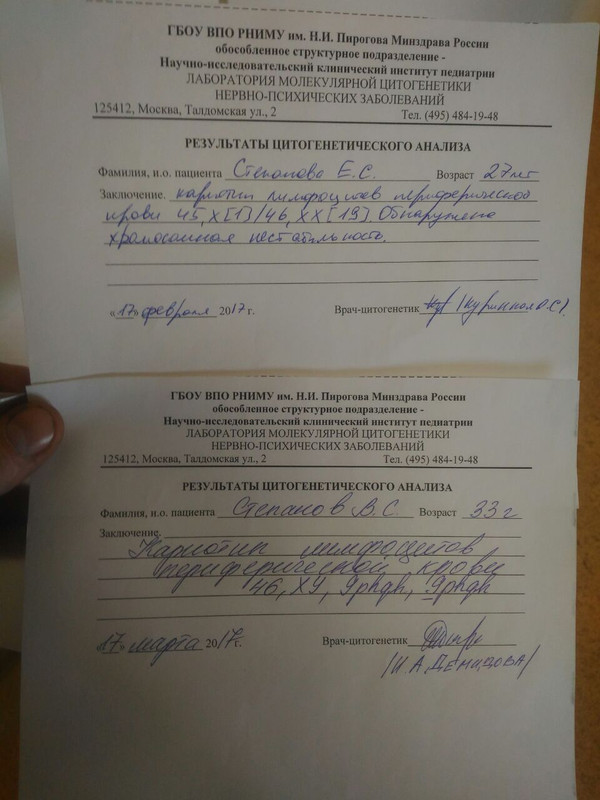 ГБОУ ВПО РНИМУ им. Н.И. Пирогова Минздрава России
обособленное структурное подразделение -
Научно-исследовательский клинический институт педиатрии
ЛАБОРАТОРИЯ МОЛЕКУЛЯРНОЙ ЦИТОГЕНЕТИКИ
НЕРВНО-ПСИХИЧЕСКИХ ЗАБОЛЕВАНИЙ
125412, Москва, Талдомская ул., 2 Тел. (495) 484-19-48
РЕЗУЛЬТАТЫ ЦИТОГЕНЕТИЧЕСКОГО АНАЛИЗА
Фамилия, и.о. пациента Степанова Е.С. Возраст 27 лет
Заключение. кариотип лимфоцитов периферической
крови 45,X[1]/46,XX[19]. Обнаружена
хромосомная нестабильность.
«17» февраля 2017 г. Врач-цитогенетик
ГБОУ ВПО РНИМУ им. Н.И. Пирогова Минздрава России
обособленное структурное подразделение -
Научно-исследовательский клинический институт педиатрии
ЛАБОРАТОРИЯ МОЛЕКУЛЯРНОЙ ЦИТОГЕНЕТИКИ
НЕРВНО-ПСИХИЧЕСКИХ ЗАБОЛЕВАНИЙ
125412, Москва, Талдомская ул., 2 Тел. (495) 484-19-48
РЕЗУЛЬТАТЫ ЦИТОГЕНЕТИЧЕСКОГО АНАЛИЗА
Фамилия, и.о. пациента Степанов В.С. Возраст 33 г
Заключение.
Кариотип лимфоцитов
периферической крови
46, XY, 9phqh, 9phqh
«17» марта 2017г. Врач-цитогенетик
/И.А.ДЕМИДОВА/